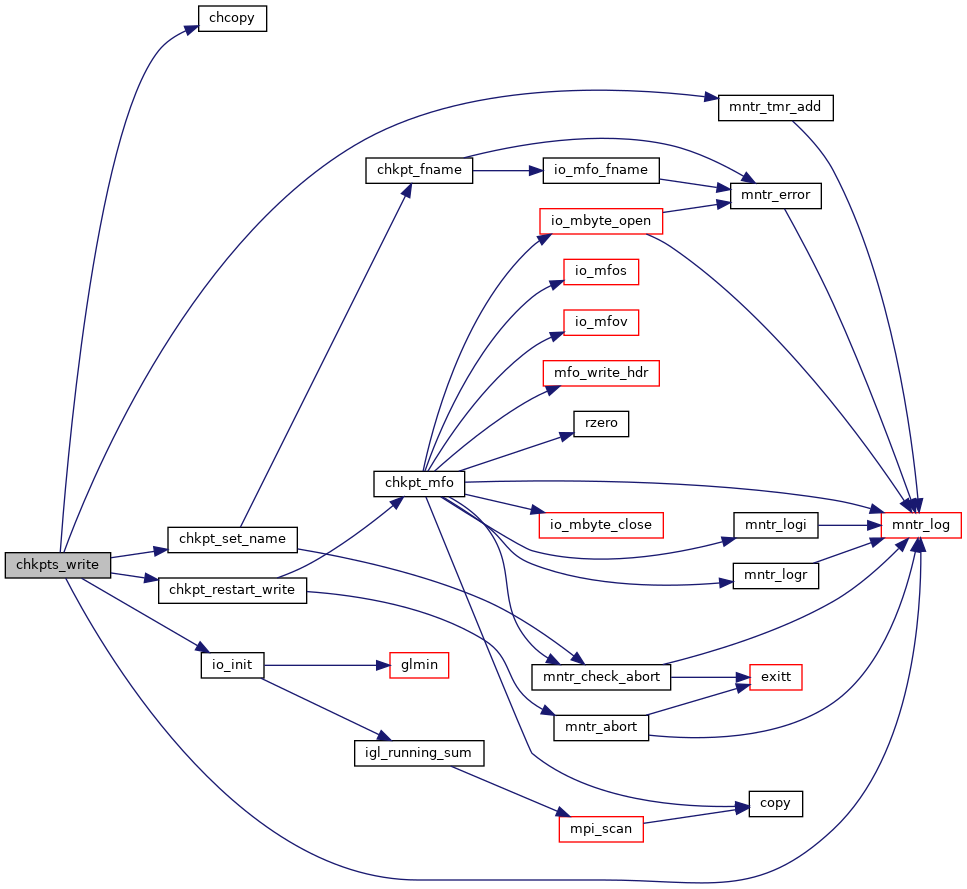 chcopy
mntr_tmr_add
chkpt_fname
io_mfo_fname
mntr_error
io_mbyte_open
io_mfos
io_mfov
mfo_write_hdr
rzero
chkpt_mfo
io_mbyte_close
mntr_logi
mntr_log
chkpt_set_name
chkpts_write
mntr_logr
chkpt_restart_write
io_init
glmin
mntr_check_abort
exitt
mntr_abort
igl_running_sum
copy
mpi_scan